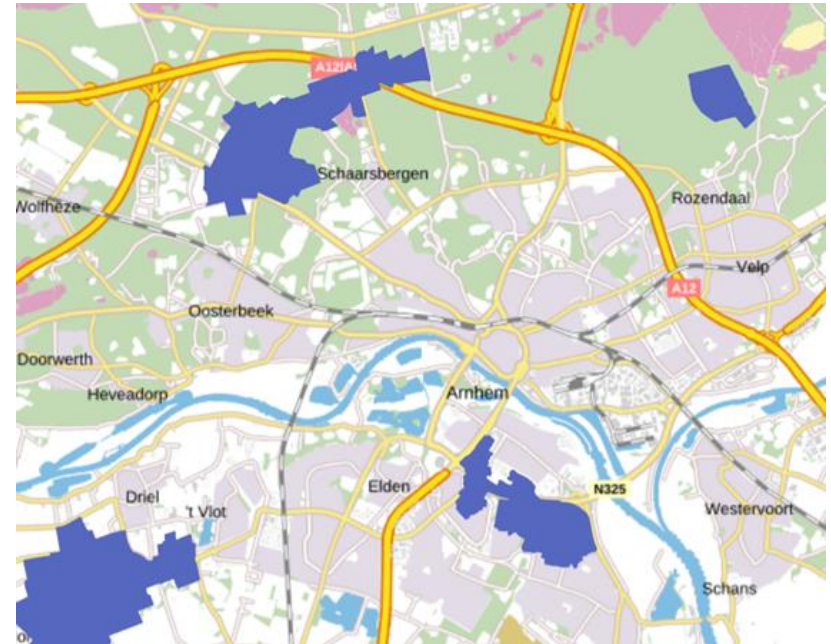 A12|A
Schaarsbergen
Wolfheze
Rozendaal
Velp
A12
Oosterbeek
Doorwerth
Heveadorp
Arnhem
Elden
N325
Driel
't Vlot
Westervoort
Schans